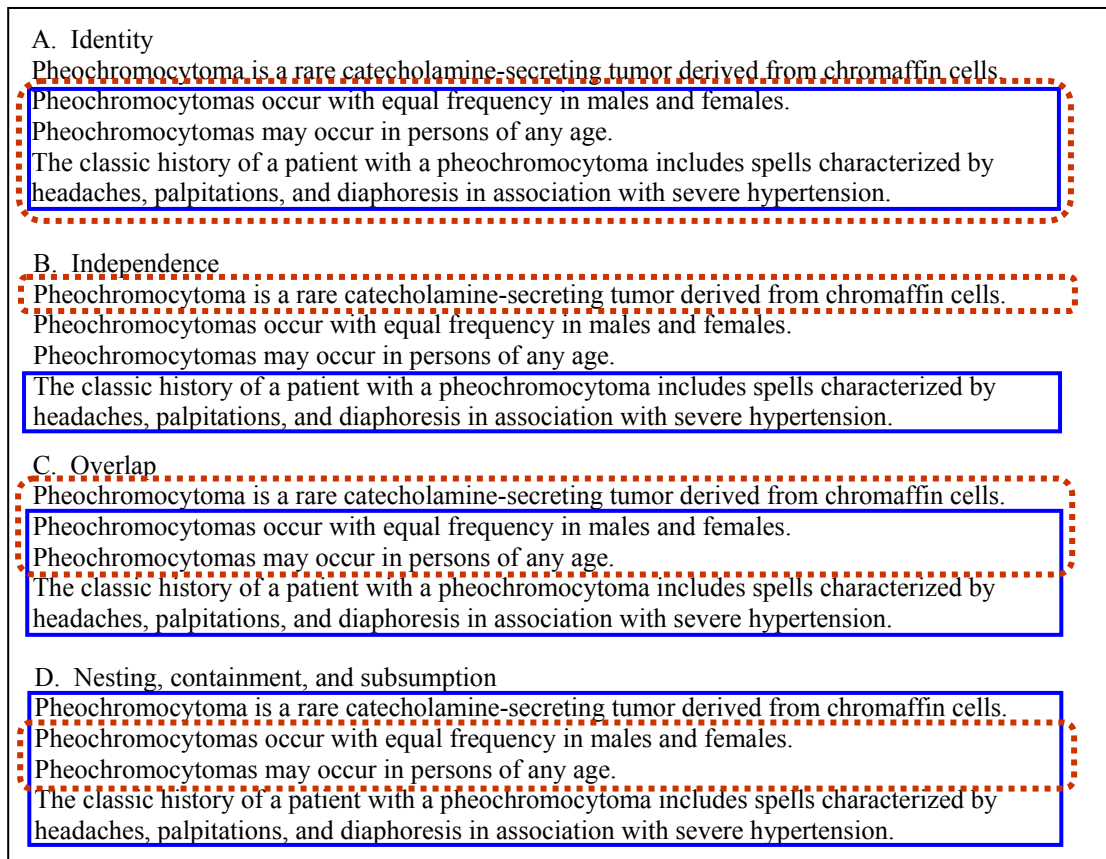 A. Identity
Pheochromocytoma is a rare catecholamine-secreting tumor derived from chromaffin cells.
Pheochromocytomas occur with equal frequency in males and females.
Pheochromocytomas may occur in persons of any age.
The classic history of a patient with a pheochromocytoma includes spells characterized by
headaches, palpitations, and diaphoresis in association with severe hypertension.
B. Independence
Pheochromocytoma is a rare catecholamine-secreting tumor derived from chromaffin cells.
Pheochromocytomas occur with equal frequency in males and females.
Pheochromocytomas may occur in persons of any age.
The classic history of a patient with a pheochromocytoma includes spells characterized by
headaches, palpitations, and diaphoresis in association with severe hypertension.
C. Overlap
Pheochromocytoma is a rare catecholamine-secreting tumor derived from chromaffin cells.
Pheochromocytomas occur with equal frequency in males and females.
Pheochromocytomas may occur in persons of any age.
The classic history of a patient with a pheochromocytoma includes spells characterized by
headaches, palpitations, and diaphoresis in association with severe hypertension.
D. Nesting, containment, and subsumption
Pheochromocytoma is a rare catecholamine-secreting tumor derived from chromaffin cells.
Pheochromocytomas occur with equal frequency in males and females.
Pheochromocytomas may occur in persons of any age.
The classic history of a patient with a pheochromocytoma includes spells characterized by
headaches, palpitations, and diaphoresis in association with severe hypertension.